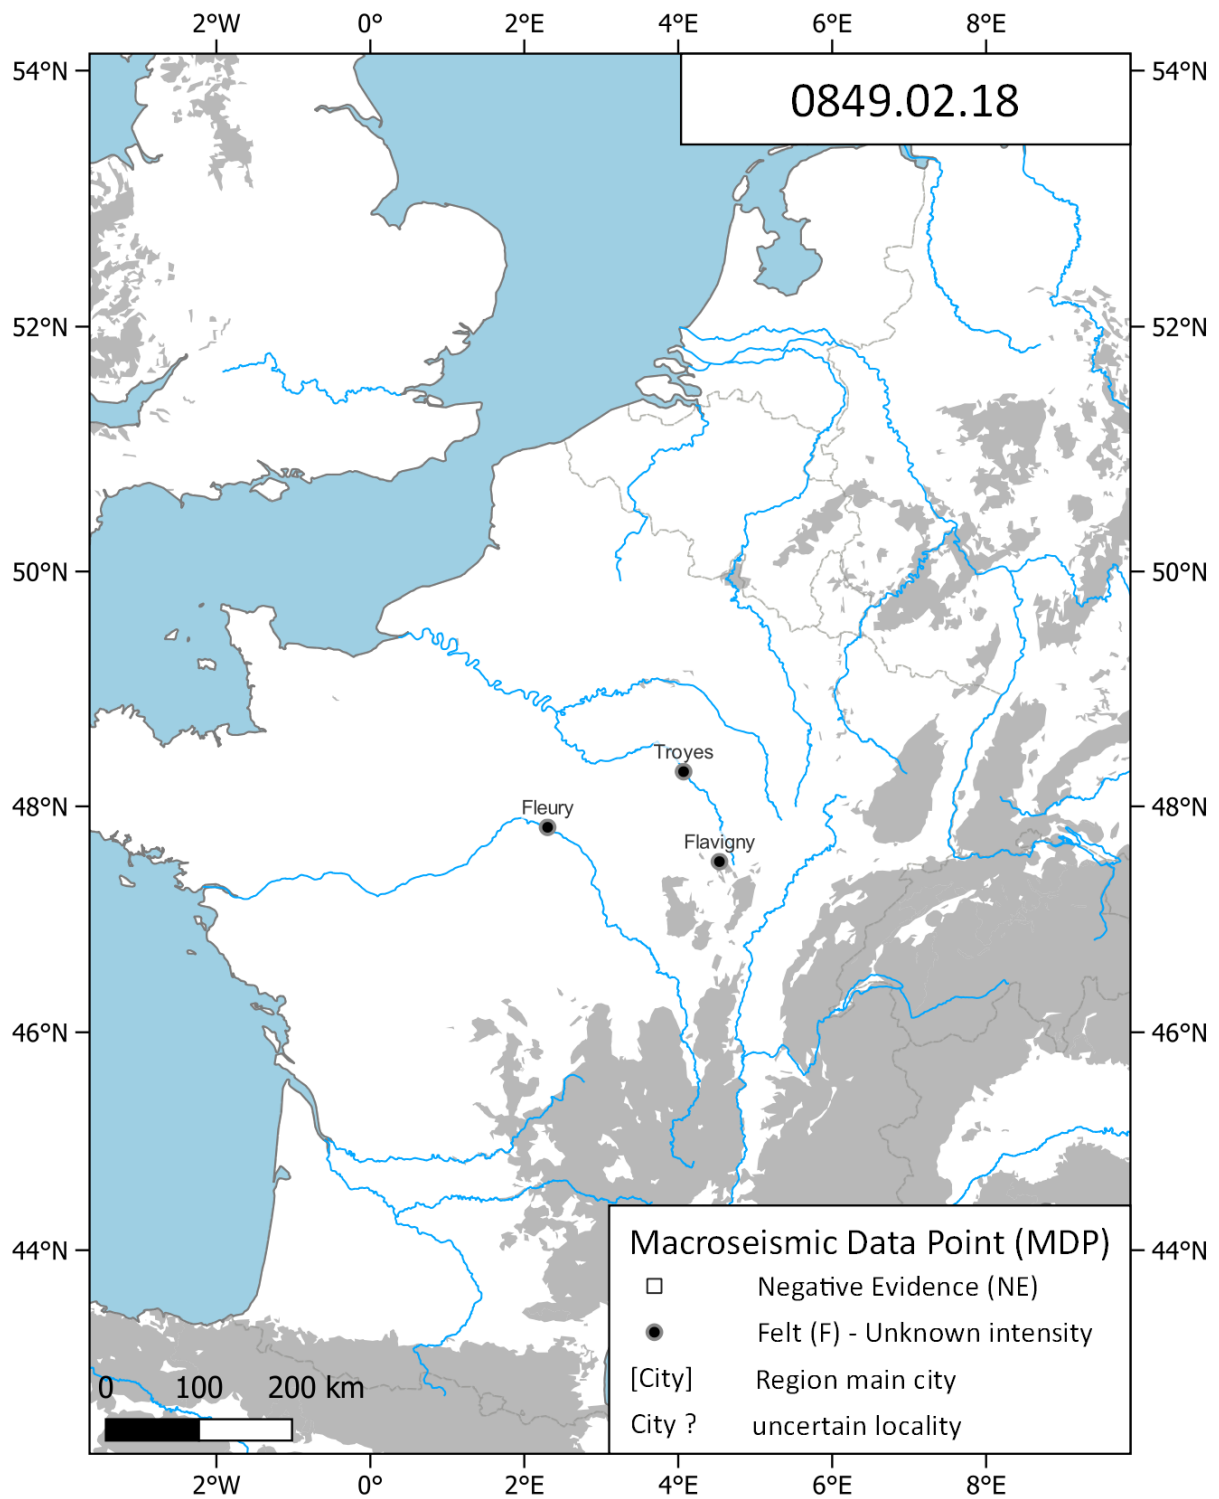 2°W 0° 2°E 4°E 6°E 8°E
54°N 54°N
0849.02.18
52°N 52°N
50°N 50°N
Troyes
48°N 48°N
Fleury
Flavigny
46°N 46°N
44°N 44°N
Macroseismic Data Point (MDP)
Negative Evidence (NE)
Felt (F) - Unknown intensity
[City] Region main city
City ? uncertain locality
0 100 200 km
2°W 0° 2°E 4°E 6°E 8°E